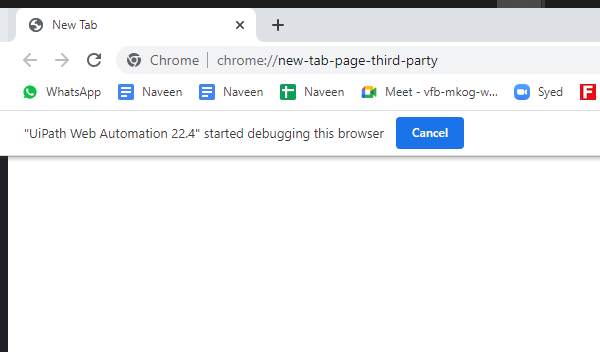 New Tab
Chrome | chrome://new-tab-page-third-party
WhatsApp Naveen Naveen Naveen Meet - vfb-mkog-w... Syed F
"UiPath Web Automation 22.4" started debugging this browser Cancel